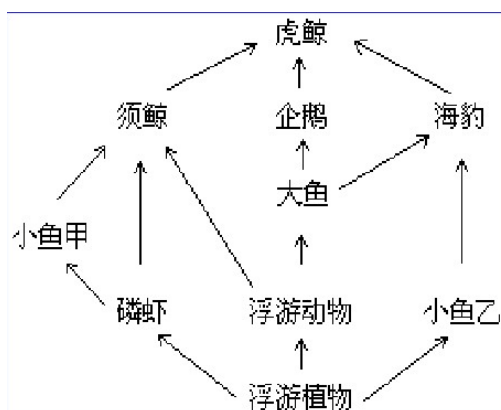 虎鲸
须鲸 企鹅 海豹
大鱼
小鱼甲
磷虾 浮游动物 小鱼乙
浮游植物